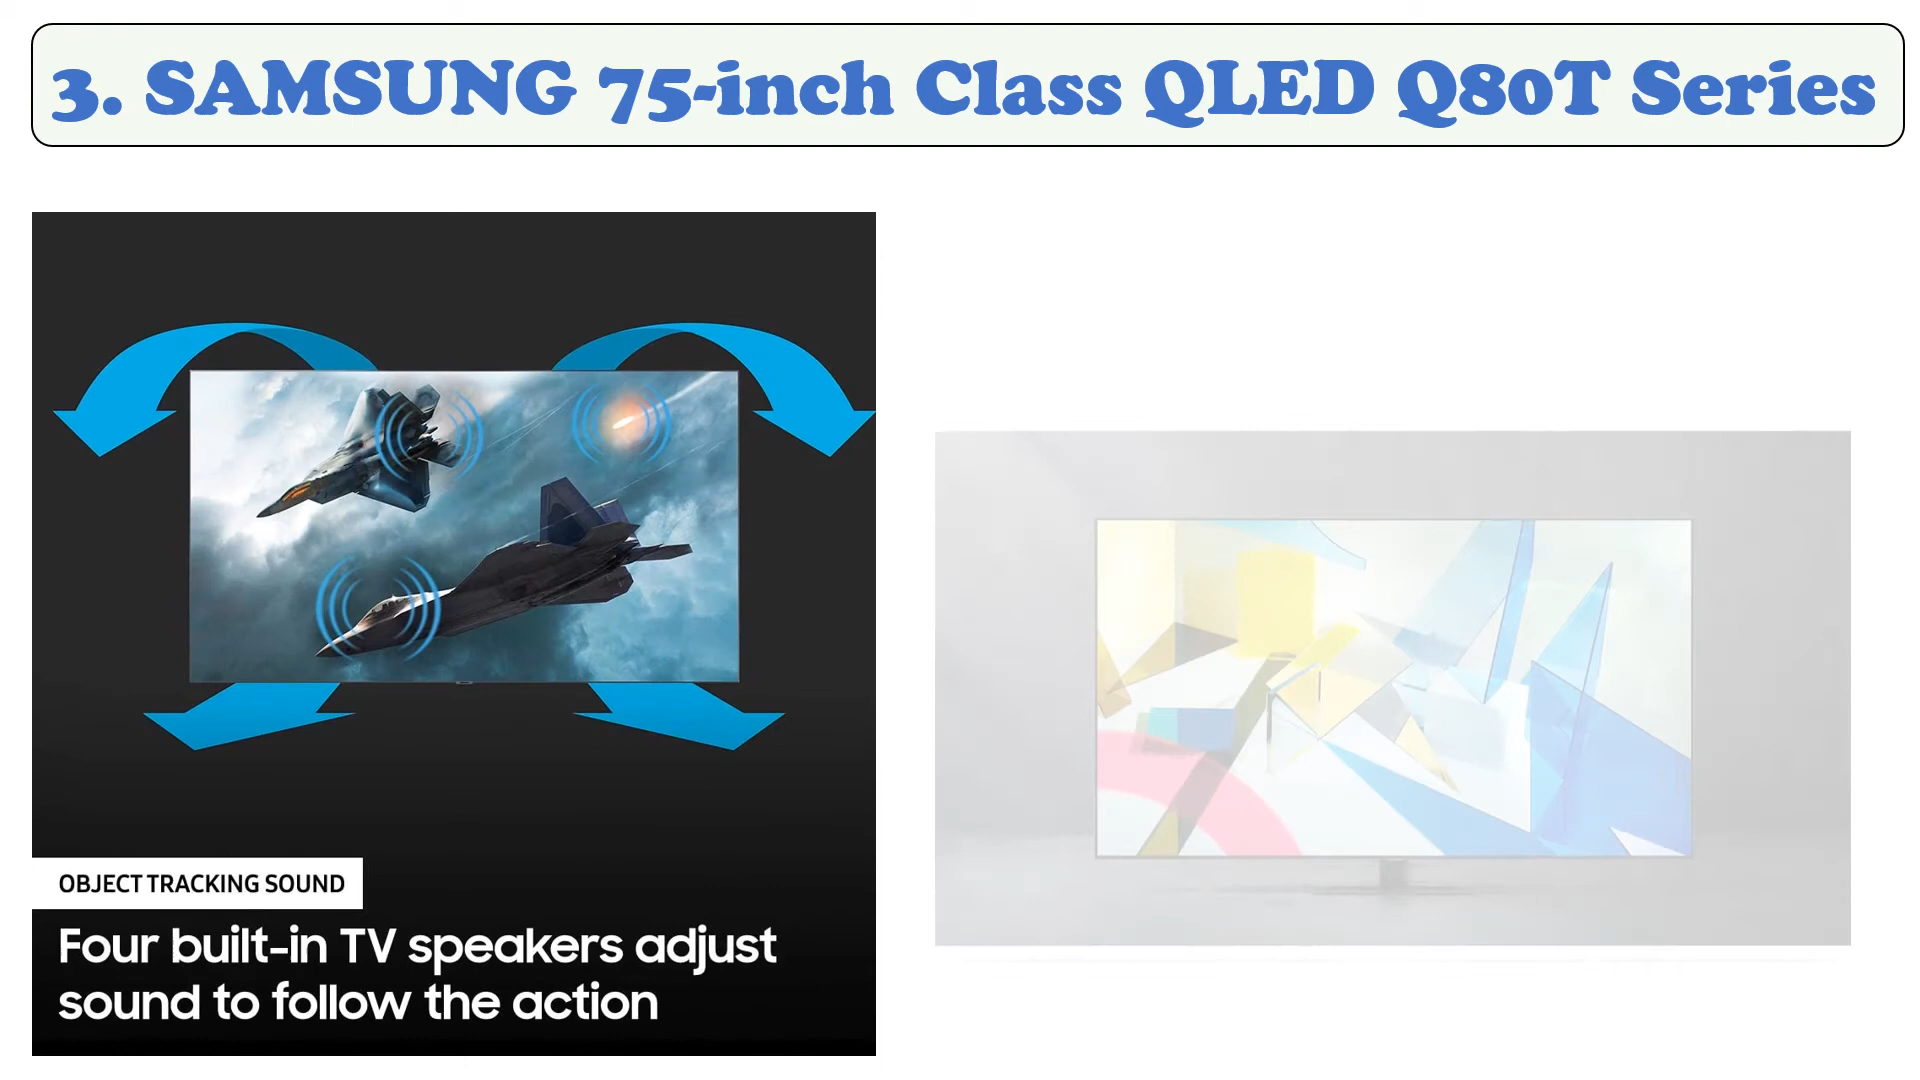 3. SAMSUNG 75-inch Class QLED Q80T Series
OBJECT TRACKING SOUND
Four built-in TV speakers adjust
sound to follow the action